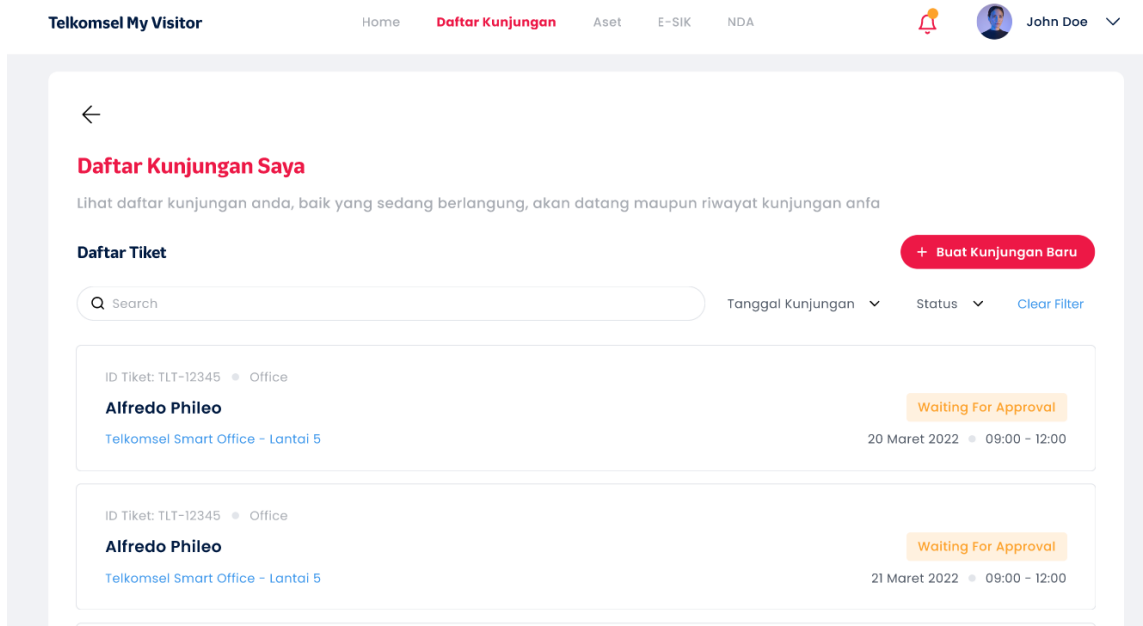 Telkomsel My Visitor Home Daftar Kunjungan Aset E-SIK NDA John Doe
Daftar Kunjungan Saya
Lihat daftar kunjungan anda, baik yang sedang berlangung, akan datang maupun riwayat kunjungan anfa
Daftar Tiket + Buat Kunjungan Baru
Search Tanggal Kunjungan Status Clear Filter
ID Tiket: TLT-12345 Office
Alfredo Phileo Waiting For Approval
Telkomsel Smart Office - Lantai 5 20 Maret 2022 09:00 - 12:00
ID Tiket: TLT-12345 Office
Alfredo Phileo Waiting For Approval
Telkomsel Smart Office - Lantai 5 21 Maret 2022 09:00 - 12:00